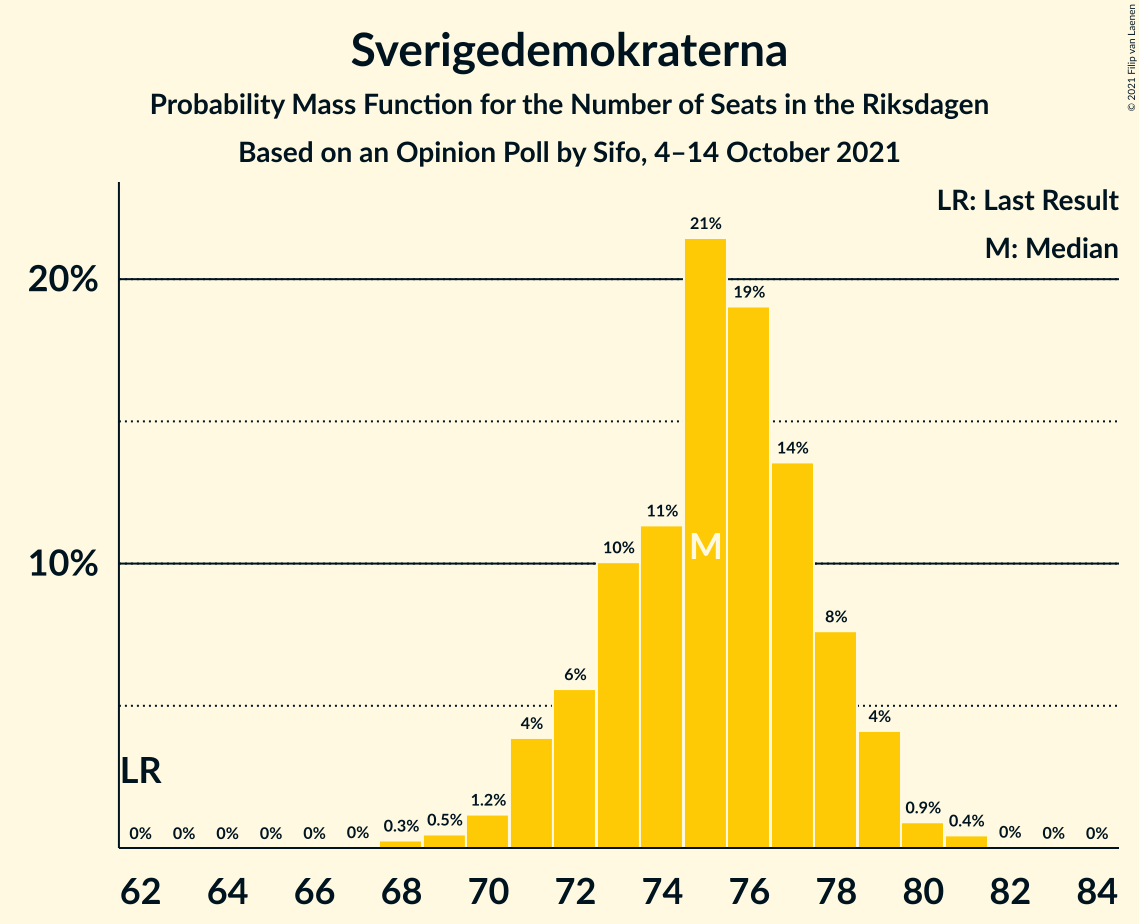 Sverigedemokraterna
Probability Mass Function for the Number of Seats in the Riksdagen
Based on an Opinion Poll by Sifo, 4–14 October 2021
© 2021 Filip van Laenen
LR: Last Result
M: Median
20%
10%
21%
19%
14%
11%
10%
8%
6%
4%
4%
1.2%
0.9%
0.5%
0.4%
0.3%
0% 0% 0% 0% 0% 0%
0% 0% 0%
M
LR
62 64 66 68 70 72 74 76 78 80 82 84